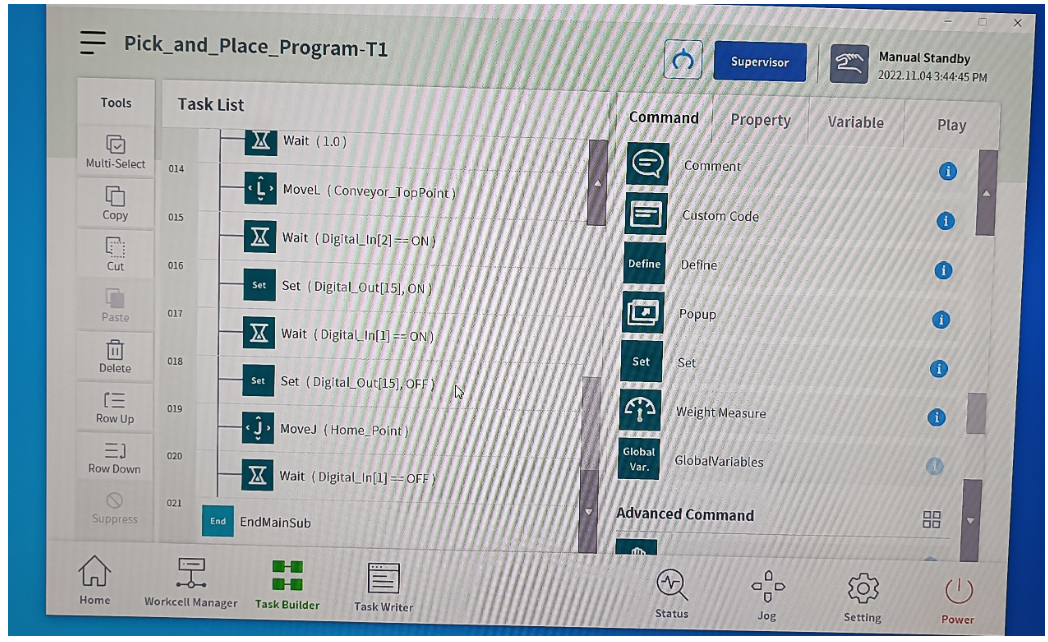 Pick_and_Place_Program-T1
Supervisor
Manual Standby
2022.11.04 3:44:45 PM
Tools
Multi-Select
Copy
Cut
Paste
Delete
Row Up
Row Down
Suppress
Task List
Wait ( 1.0 )
014
MoveL ( Conveyor_TopPoint )
015
Wait ( Digital_In[2] == ON )
016
Set
Set ( Digital_Out[15], ON )
017
Wait ( Digital_In[1] == ON )
018
Set
Set ( Digital_Out[15], OFF )
019
MoveJ ( Home_Point )
020
Wait ( Digital_In[1] == OFF )
021
End
EndMainSub
Command
Property
Variable
Play
Comment
Custom Code
Define
Define
Popup
Set
Set
Weight Measure
Global
Var.
GlobalVariables
Advanced Command
Home
Workcell Manager
Task Builder
Task Writer
Status
Jog
Setting
Power